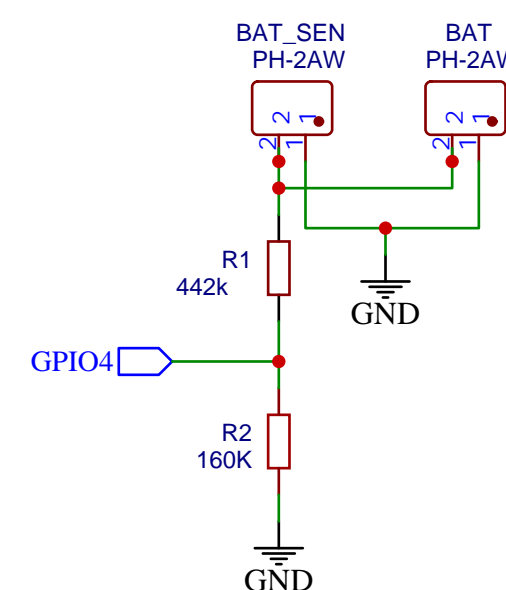 BAT_SEN
PH-2AW
BAT
PH-2AW
2
1
2
1
2
1
2
1
R1
442k
GND
GPIO4
R2
160K
GND